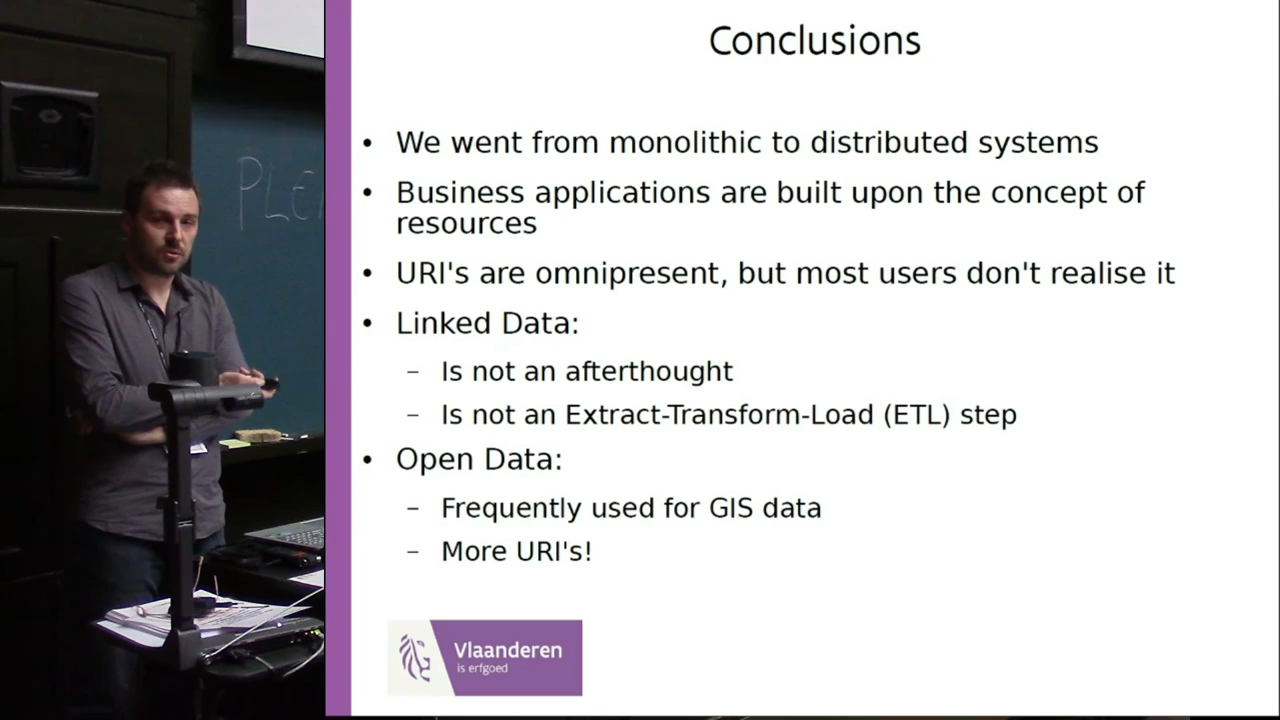 Conclusions
• We went from monolithic to distributed systems
• Business applications are built upon the concept of
resources
• URI's are omnipresent, but most users don't realise it
• Linked Data:
– Is not an afterthought
– Is not an Extract-Transform-Load (ETL) step
• Open Data:
– Frequently used for GIS data
– More URI's!
Vlaanderen
is erfgoed